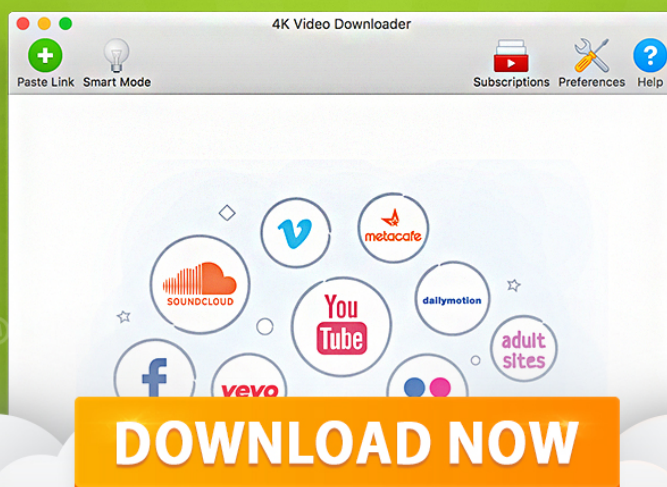 4K Video Downloader
Paste Link
Smart Mode
Subscriptions
Preferences
Help
metacafe
SOUNDCLOUD
You
Tube
dailymotion
adult
sites
vevo
DOWNLOAD NOW